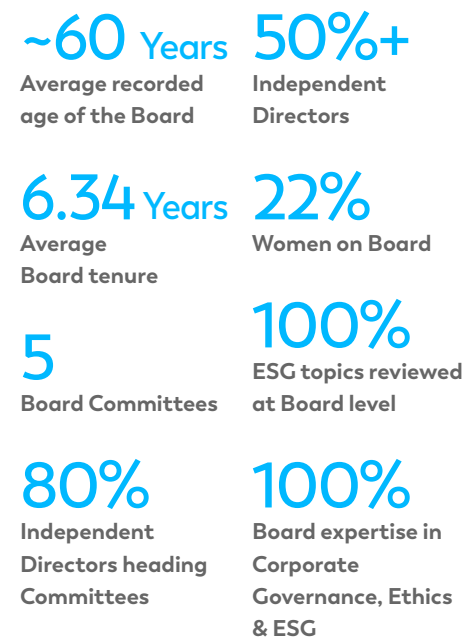 ~60 Years
Average recorded
age of the Board
50%+
Independent
Directors
6.34 Years
Average
Board tenure
22%
Women on Board
5
Board Committees
100%
ESG topics reviewed
at Board level
80%
Independent
Directors heading
Committees
100%
Board expertise in
Corporate
Governance, Ethics
& ESG